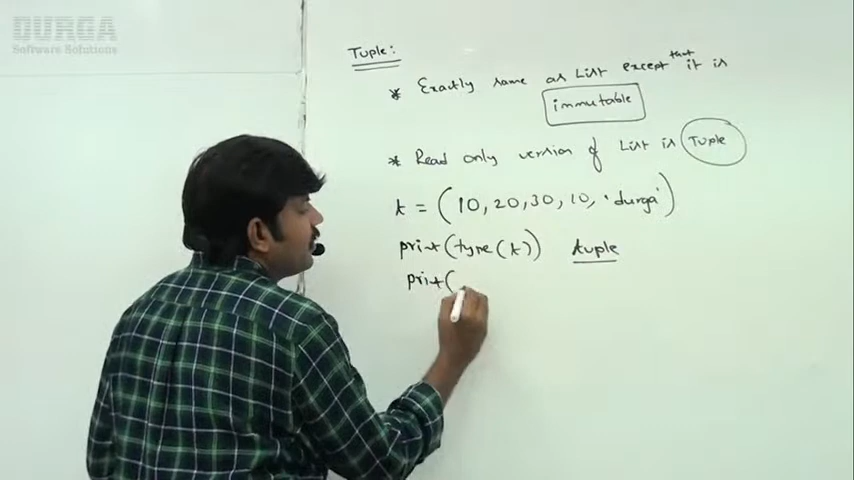 DURGA
Software Solutions
Tuple:
* Exactly same as List except that it is
immutable
* Read only version of List is Tuple
t = (10, 20, 30, 10, 'durga')
print(type(t)) tuple
print(